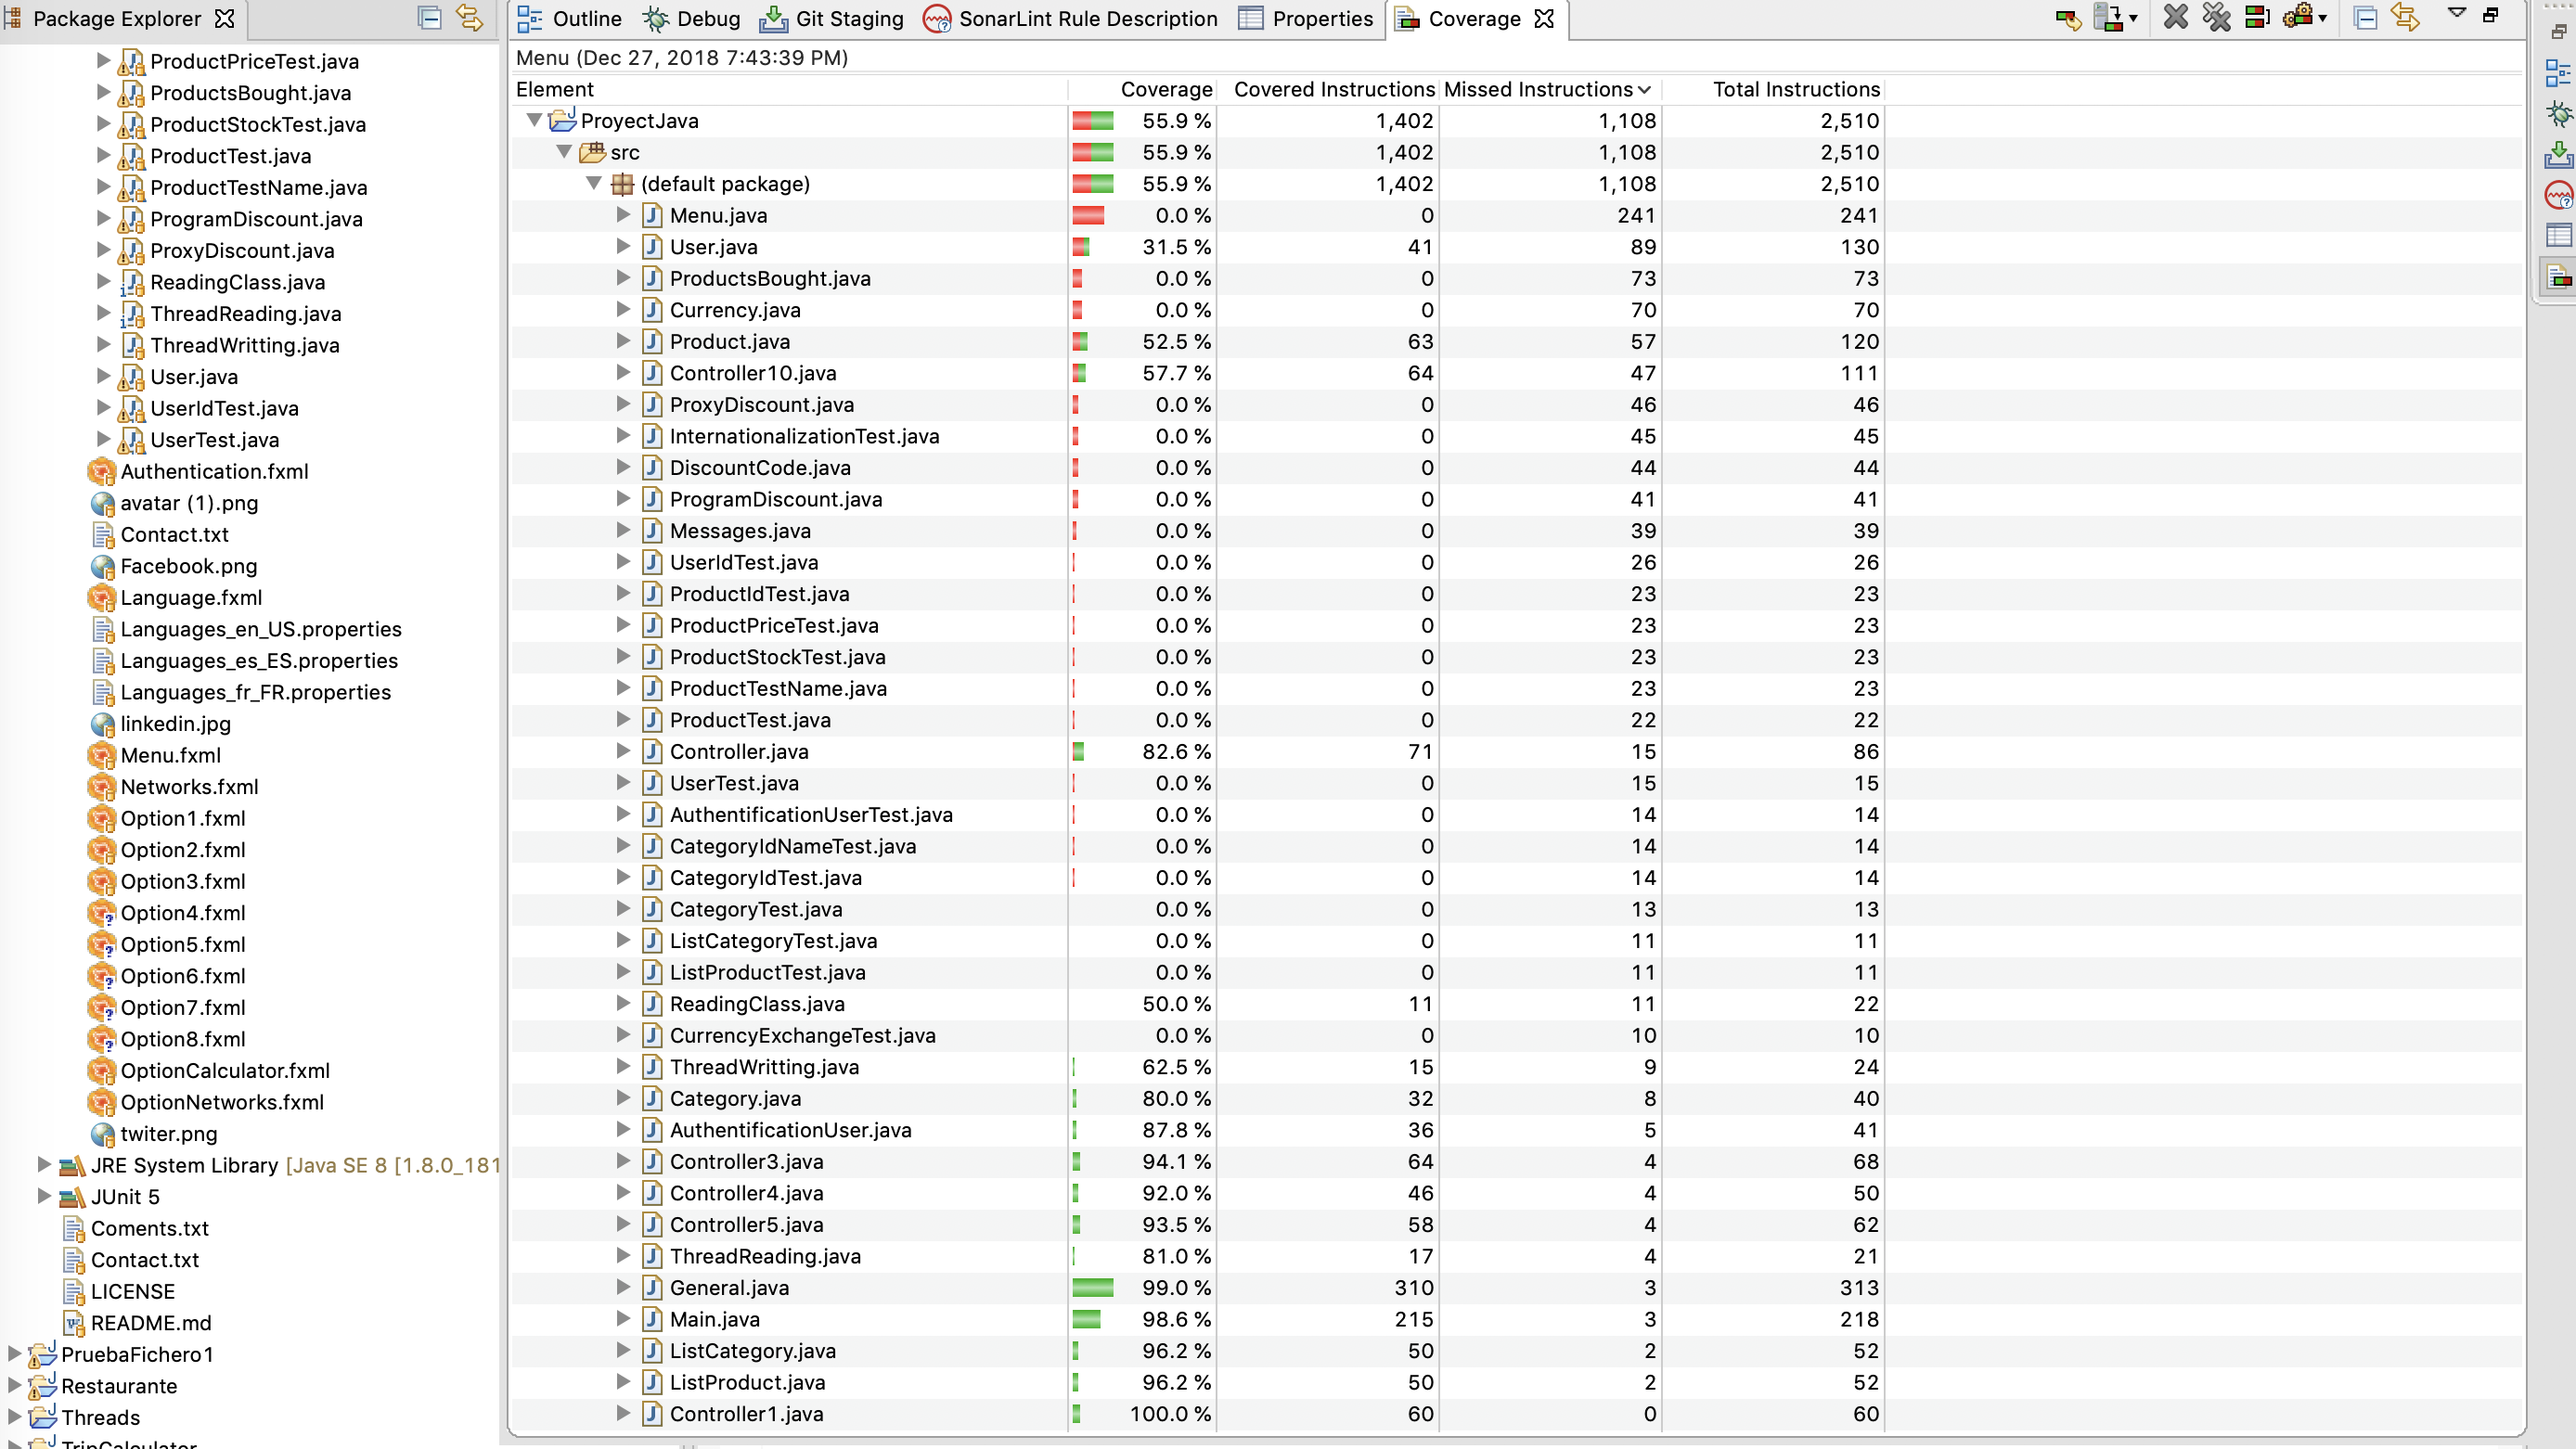 Package Explorer
ProductPriceTest.java
ProductsBought.java
ProductStockTest.java
ProductTest.java
ProductTestName.java
ProgramDiscount.java
ProxyDiscount.java
ReadingClass.java
ThreadReading.java
ThreadWritting.java
User.java
UserIdTest.java
UserTest.java
Authentication.fxml
avatar (1).png
Contact.txt
Facebook.png
Language.fxml
Languages_en_US.properties
Languages_es_ES.properties
Languages_fr_FR.properties
linkedin.jpg
Menu.fxml
Networks.fxml
Option1.fxml
Option2.fxml
Option3.fxml
Option4.fxml
Option5.fxml
Option6.fxml
Option7.fxml
Option8.fxml
OptionCalculator.fxml
OptionNetworks.fxml
twiter.png
JRE System Library [Java SE 8 [1.8.0_181
JUnit 5
Coments.txt
Contact.txt
LICENSE
README.md
PruebaFichero1
Restaurante
Threads
TripCalculator
Outline Debug Git Staging SonarLint Rule Description Properties Coverage
Menu (Dec 27, 2018 7:43:39 PM)
Element Coverage Covered Instructions Missed Instructions Total Instructions
ProyectJava 55.9 % 1,402 1,108 2,510
src 55.9 % 1,402 1,108 2,510
(default package) 55.9 % 1,402 1,108 2,510
Menu.java 0.0 % 0 241 241
User.java 31.5 % 41 89 130
ProductsBought.java 0.0 % 0 73 73
Currency.java 0.0 % 0 70 70
Product.java 52.5 % 63 57 120
Controller10.java 57.7 % 64 47 111
ProxyDiscount.java 0.0 % 0 46 46
InternationalizationTest.java 0.0 % 0 45 45
DiscountCode.java 0.0 % 0 44 44
ProgramDiscount.java 0.0 % 0 41 41
Messages.java 0.0 % 0 39 39
UserIdTest.java 0.0 % 0 26 26
ProductIdTest.java 0.0 % 0 23 23
ProductPriceTest.java 0.0 % 0 23 23
ProductStockTest.java 0.0 % 0 23 23
ProductTestName.java 0.0 % 0 23 23
ProductTest.java 0.0 % 0 22 22
Controller.java 82.6 % 71 15 86
UserTest.java 0.0 % 0 15 15
AuthentificationUserTest.java 0.0 % 0 14 14
CategoryIdNameTest.java 0.0 % 0 14 14
CategoryIdTest.java 0.0 % 0 14 14
CategoryTest.java 0.0 % 0 13 13
ListCategoryTest.java 0.0 % 0 11 11
ListProductTest.java 0.0 % 0 11 11
ReadingClass.java 50.0 % 11 11 22
CurrencyExchangeTest.java 0.0 % 0 10 10
ThreadWritting.java 62.5 % 15 9 24
Category.java 80.0 % 32 8 40
AuthentificationUser.java 87.8 % 36 5 41
Controller3.java 94.1 % 64 4 68
Controller4.java 92.0 % 46 4 50
Controller5.java 93.5 % 58 4 62
ThreadReading.java 81.0 % 17 4 21
General.java 99.0 % 310 3 313
Main.java 98.6 % 215 3 218
ListCategory.java 96.2 % 50 2 52
ListProduct.java 96.2 % 50 2 52
Controller1.java 100.0 % 60 0 60